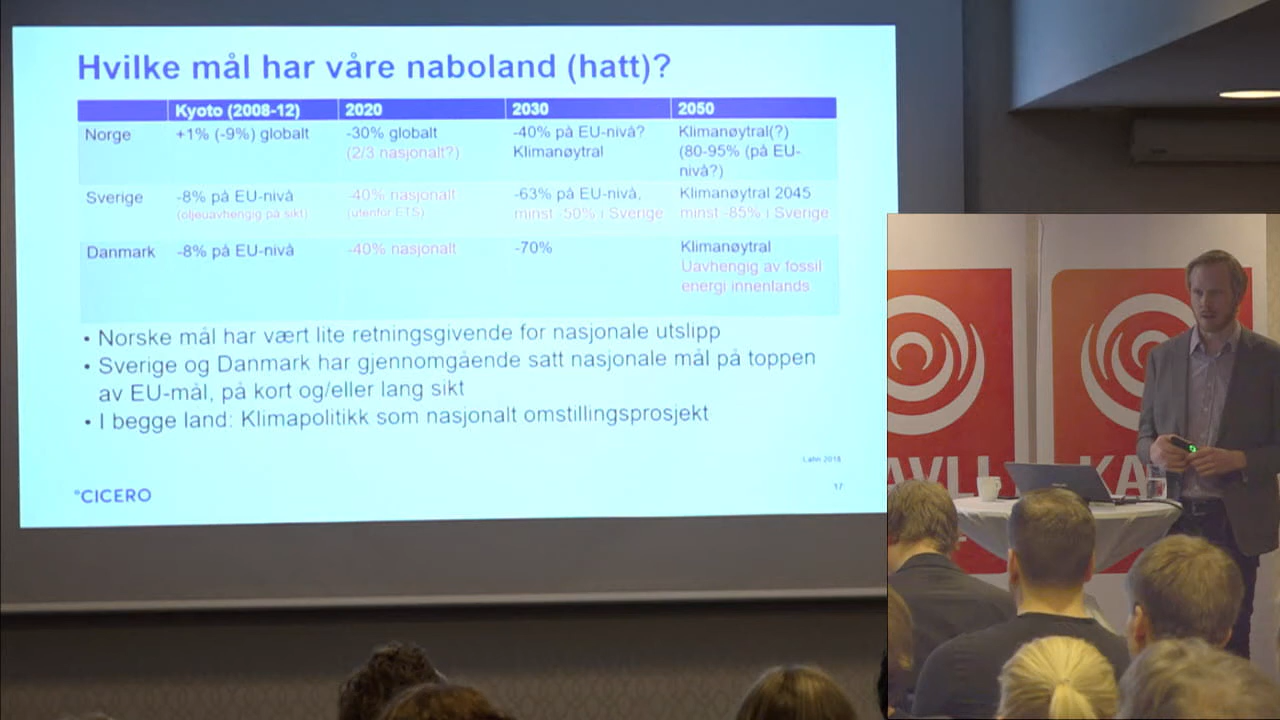 Hvilke mål har våre naboland (hatt)?
Kyoto (2008-12) 2020 2030 2050
Norge +1% (-9%) globalt -30% globalt -40% på EU-nivå? Klimanøytral(?)
(2/3 nasjonalt?) Klimanøytral (80-95% (på EU-
nivå?)
Sverige -8% på EU-nivå -40% nasjonalt -63% på EU-nivå, Klimanøytral 2045
(oljeuavhengig på sikt) (utenfor ETS) minst -50% i Sverige minst -85% i Sverige
Danmark -8% på EU-nivå -40% nasjonalt -70% Klimanøytral
Uavhengig av fossil
energi innenlands
• Norske mål har vært lite retningsgivende for nasjonale utslipp
• Sverige og Danmark har gjennomgående satt nasjonale mål på toppen
av EU-mål, på kort og/eller lang sikt
• I begge land: Klimapolitikk som nasjonalt omstillingsprosjekt
Lahn 2018
°CICERO
17